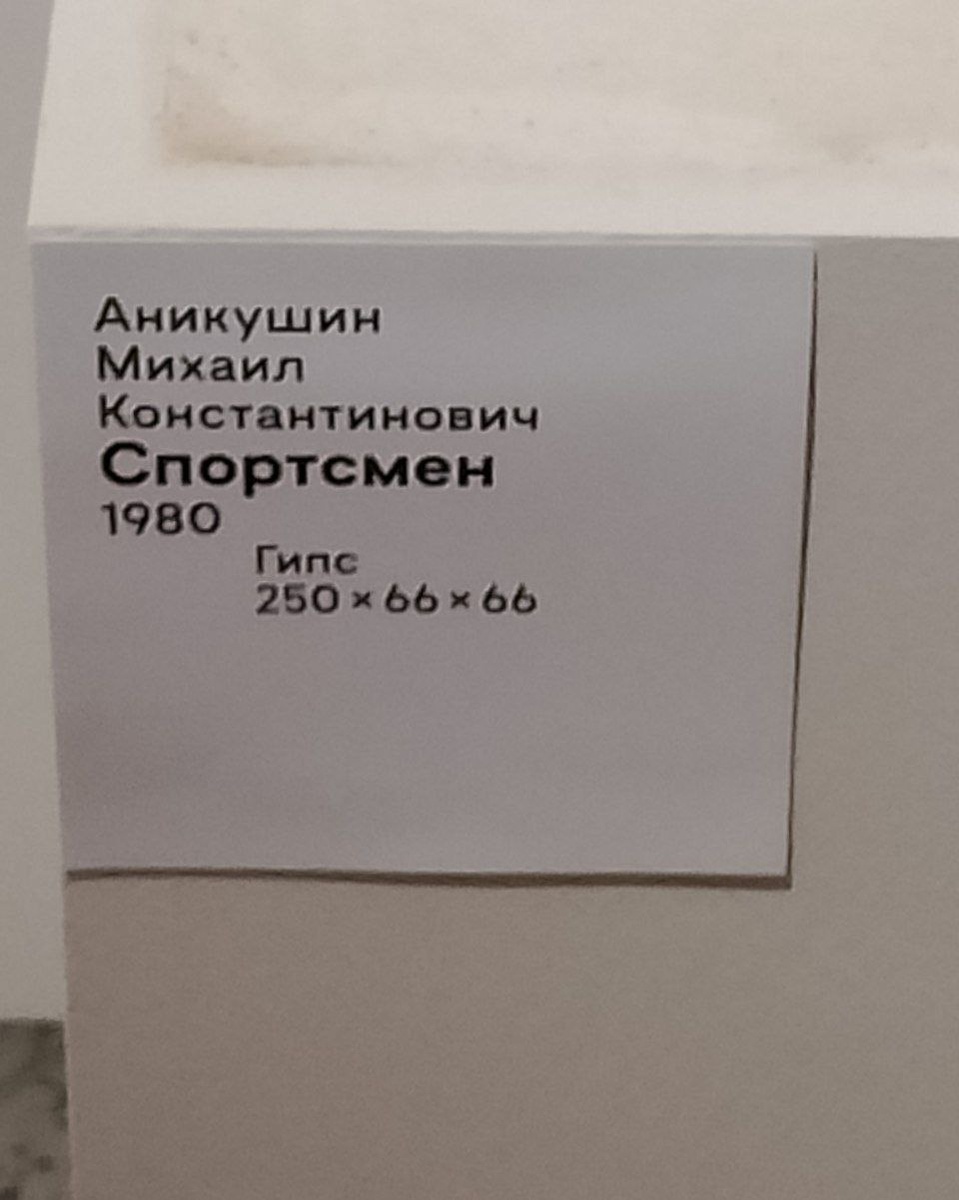 Аникушин
Михаил
Константинович
Спортсмен
1980
Гипс
250 × 66 × 66